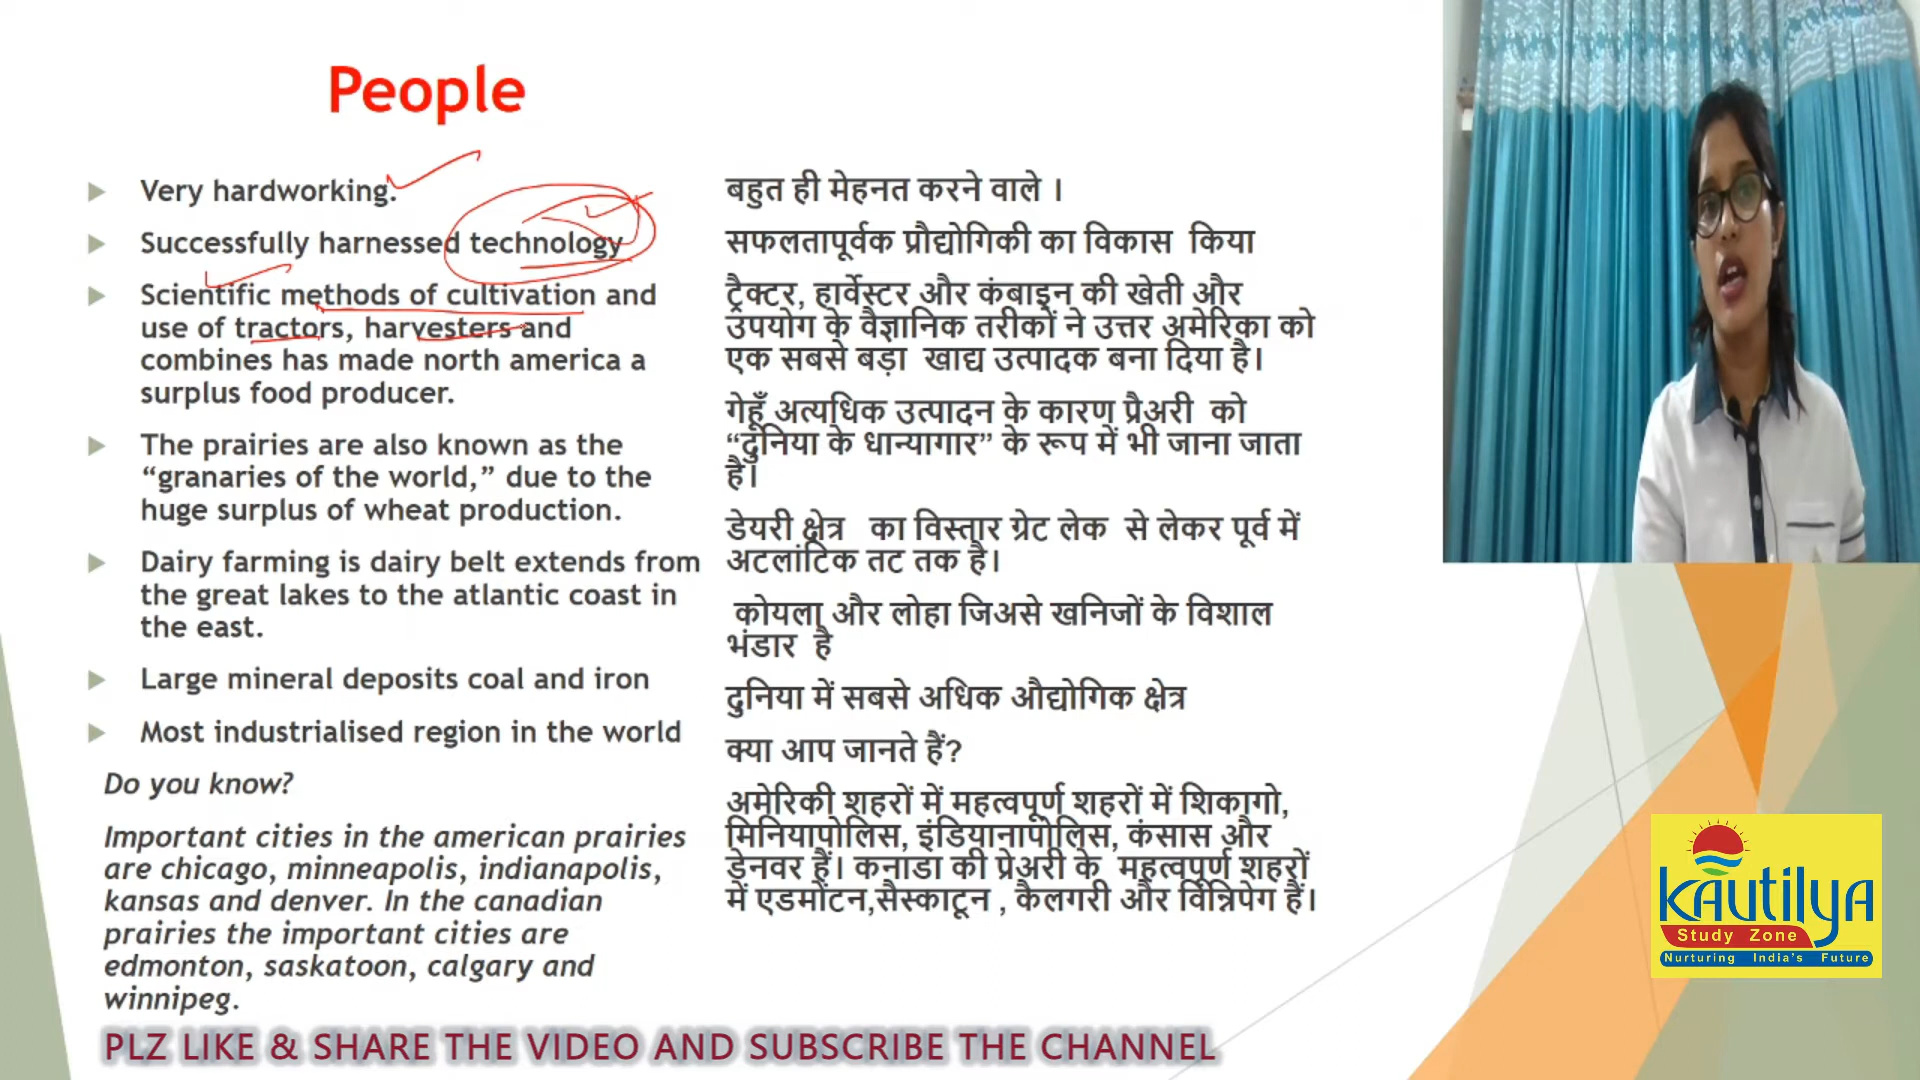 People
Very hardworking.
Successfully harnessed technology
Scientific methods of cultivation and
use of tractors, harvesters and
combines has made north america a
surplus food producer.
The prairies are also known as the
“granaries of the world,” due to the
huge surplus of wheat production.
Dairy farming is dairy belt extends from
the great lakes to the atlantic coast in
the east.
Large mineral deposits coal and iron
Most industrialised region in the world
Do you know?
Important cities in the american prairies
are chicago, minneapolis, indianapolis,
kansas and denver. In the canadian
prairies the important cities are
edmonton, saskatoon, calgary and
winnipeg.
बहुत ही मेहनत करने वाले ।
सफलतापूर्वक प्रौद्योगिकी का विकास किया
ट्रैक्टर, हार्वेस्टर और कंबाइन की खेती और
उपयोग के वैज्ञानिक तरीकों ने उत्तर अमेरिका को
एक सबसे बड़ा खाद्य उत्पादक बना दिया है।
गेहूँ अत्यधिक उत्पादन के कारण प्रैअरी को
“दुनिया के धान्यागार” के रूप में भी जाना जाता
है।
डेयरी क्षेत्र का विस्तार ग्रेट लेक से लेकर पूर्व में
अटलांटिक तट तक है।
कोयला और लोहा जिअसे खनिजों के विशाल
भंडार है
दुनिया में सबसे अधिक औद्योगिक क्षेत्र
क्या आप जानते हैं?
अमेरिकी शहरों में महत्वपूर्ण शहरों में शिकागो,
मिनियापोलिस, इंडियानापोलिस, कंसास और
डेनवर हैं। कनाडा की प्रेअरी के महत्वपूर्ण शहरों
में एडमोंटन,सैस्काटून , कैलगरी और विन्निपेग हैं।
Kautilya
Study Zone
Nurturing India's Future
PLZ LIKE & SHARE THE VIDEO AND SUBSCRIBE THE CHANNEL